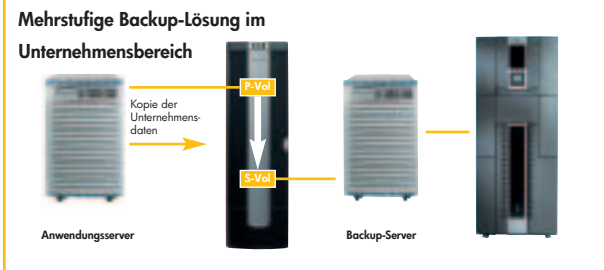 Mehrstufige Backup-Lösung im
Unternehmensbereich
P-Vol
Kopie der
Unternehmens-
daten
S-Vol
Anwendungsserver
Backup-Server